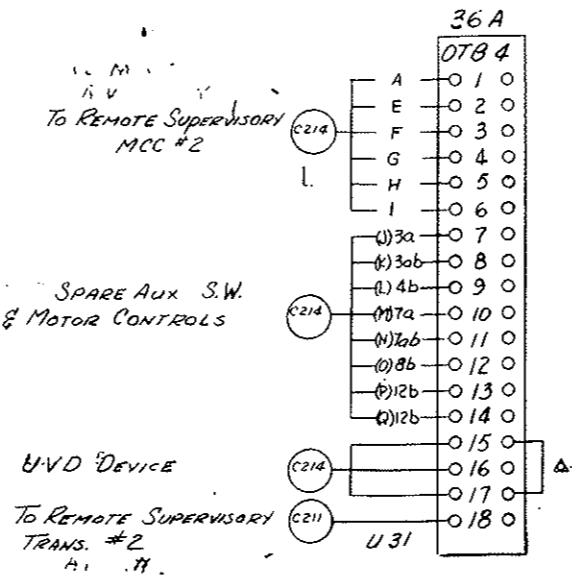 36 A
OTB 4
TO REMOTE SUPERVISORY
MCC #2
C214
A 1
E 2
F 3
G 4
H 5
I 6
SPARE AUX S.W.
& MOTOR CONTROLS
C214
(J)3a 7
(K)3ab 8
(L)4b 9
(M)7a 10
(N)7ab 11
(O)8b 12
(P)12b 13
(Q)12b 14
UVD DEVICE
C214
15
16
17
TO REMOTE SUPERVISORY
TRANS. #2
C211
18
U31